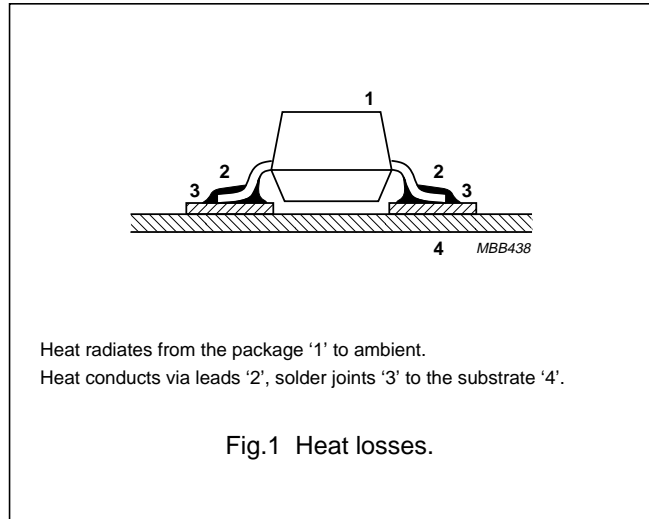 1
2 2
3 3
4 MBB438
Heat radiates from the package ‘1’ to ambient.
Heat conducts via leads ‘2’, solder joints ‘3’ to the substrate ‘4’.
Fig.1 Heat losses.